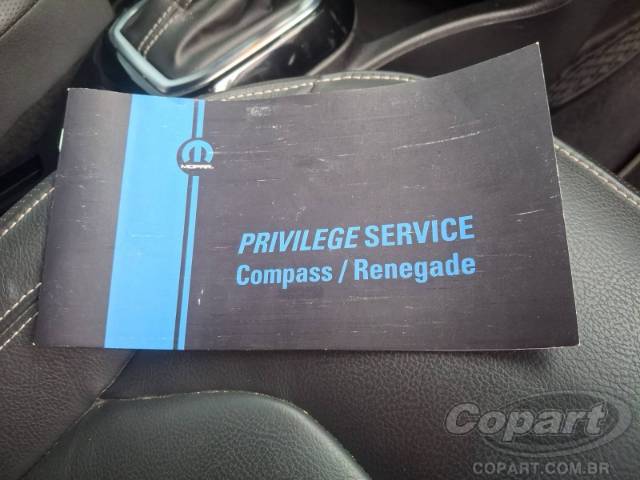 MOPAR
PRIVILEGE SERVICE
Compass / Renegade
Copart
COPART.COM.BR